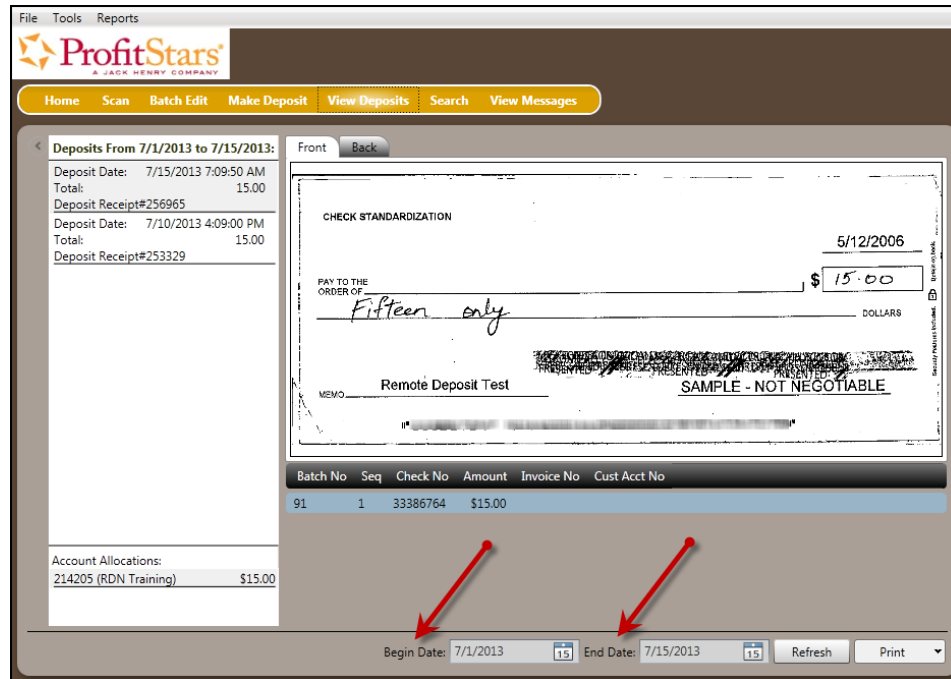 File Tools Reports
ProfitStars®
A JACK HENRY COMPANY
Home Scan Batch Edit Make Deposit View Deposits Search View Messages
Deposits From 7/1/2013 to 7/15/2013:
Deposit Date: 7/15/2013 7:09:50 AM
Total: 15.00
Deposit Receipt#256965
Deposit Date: 7/10/2013 4:09:00 PM
Total: 15.00
Deposit Receipt#253329
Account Allocations:
214205 (RDN Training) $15.00
Front Back
CHECK STANDARDIZATION
5/12/2006
PAY TO THE
ORDER OF
$ 15.00
Fifteen only
DOLLARS
MEMO Remote Deposit Test
SAMPLE - NOT NEGOTIABLE
Batch No Seq Check No Amount Invoice No Cust Acct No
91 1 33386764 $15.00
Begin Date: 7/1/2013 15 End Date: 7/15/2013 15 Refresh Print